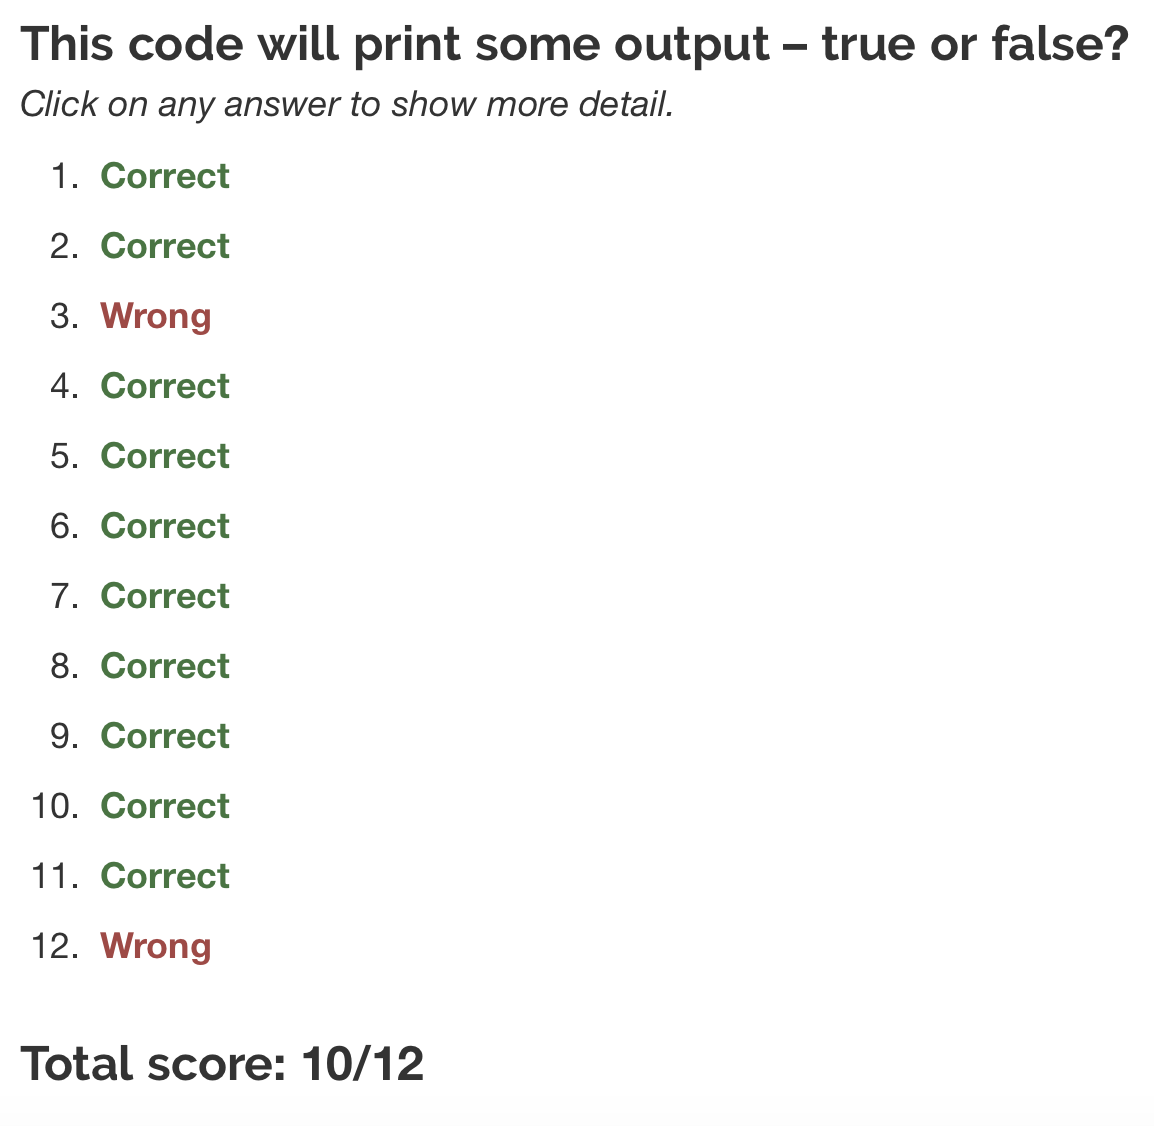 This code will print some output – true or false?
Click on any answer to show more detail.
1. Correct
2. Correct
3. Wrong
4. Correct
5. Correct
6. Correct
7. Correct
8. Correct
9. Correct
10. Correct
11. Correct
12. Wrong
Total score: 10/12